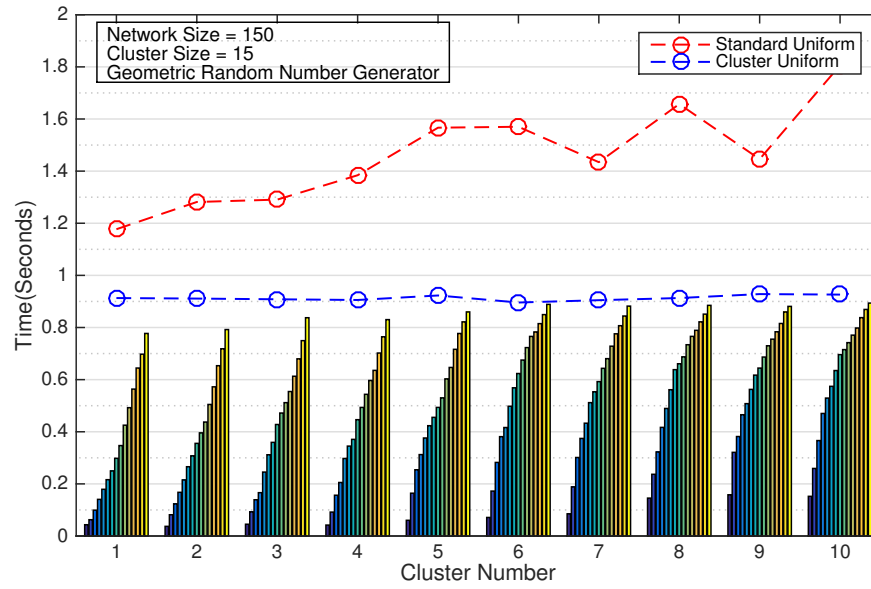 2
1.8
1.6
1.4
1.2
1
0.8
0.6
0.4
0.2
0
Time(Seconds)
Network Size = 150
Cluster Size = 15
Geometric Random Number Generator
Standard Uniform
Cluster Uniform
1 2 3 4 5 6 7 8 9 10
Cluster Number